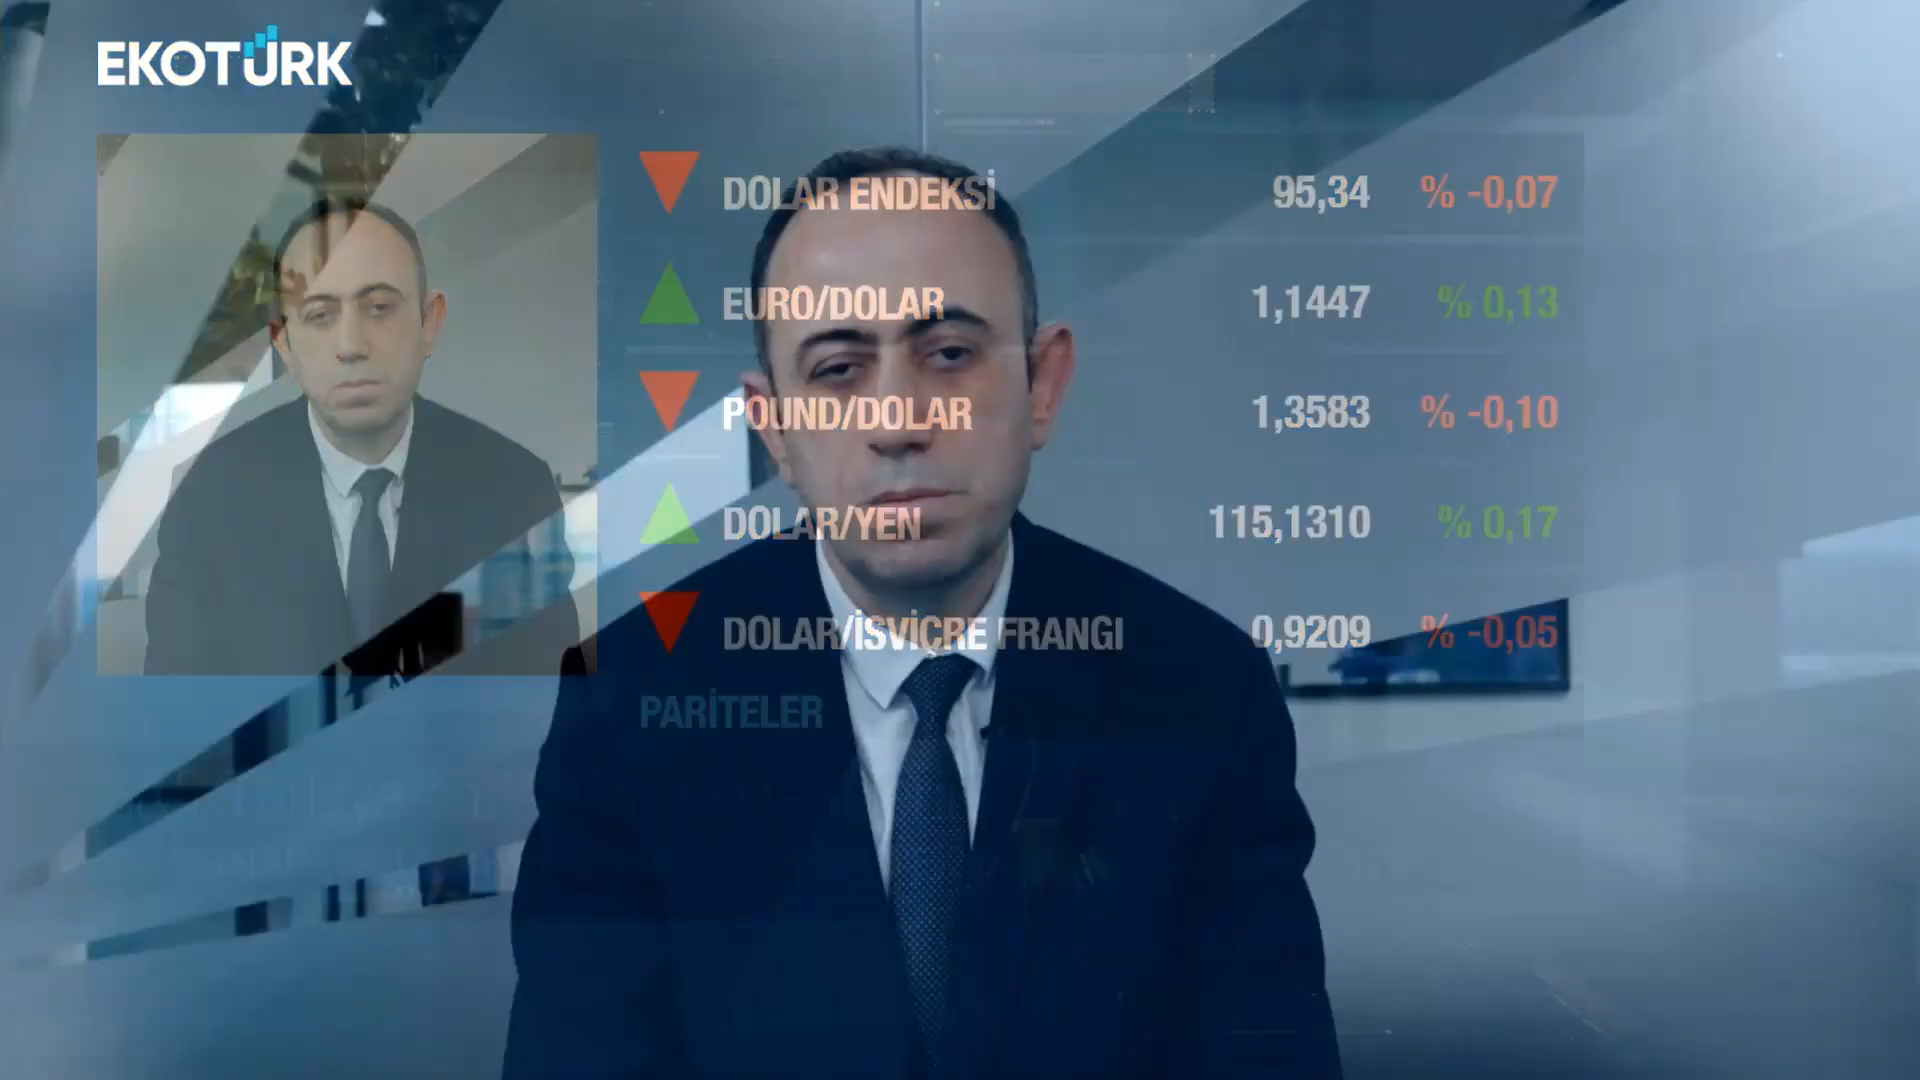 EKOTÜRK
DOLAR ENDEKSİ 95,34 % -0,07
EURO/DOLAR 1,1447 % 0,13
POUND/DOLAR 1,3583 % -0,10
DOLAR/YEN 115,1310 % 0,17
DOLAR/İSVİÇRE FRANGI 0,9209 % -0,05
PARİTELER